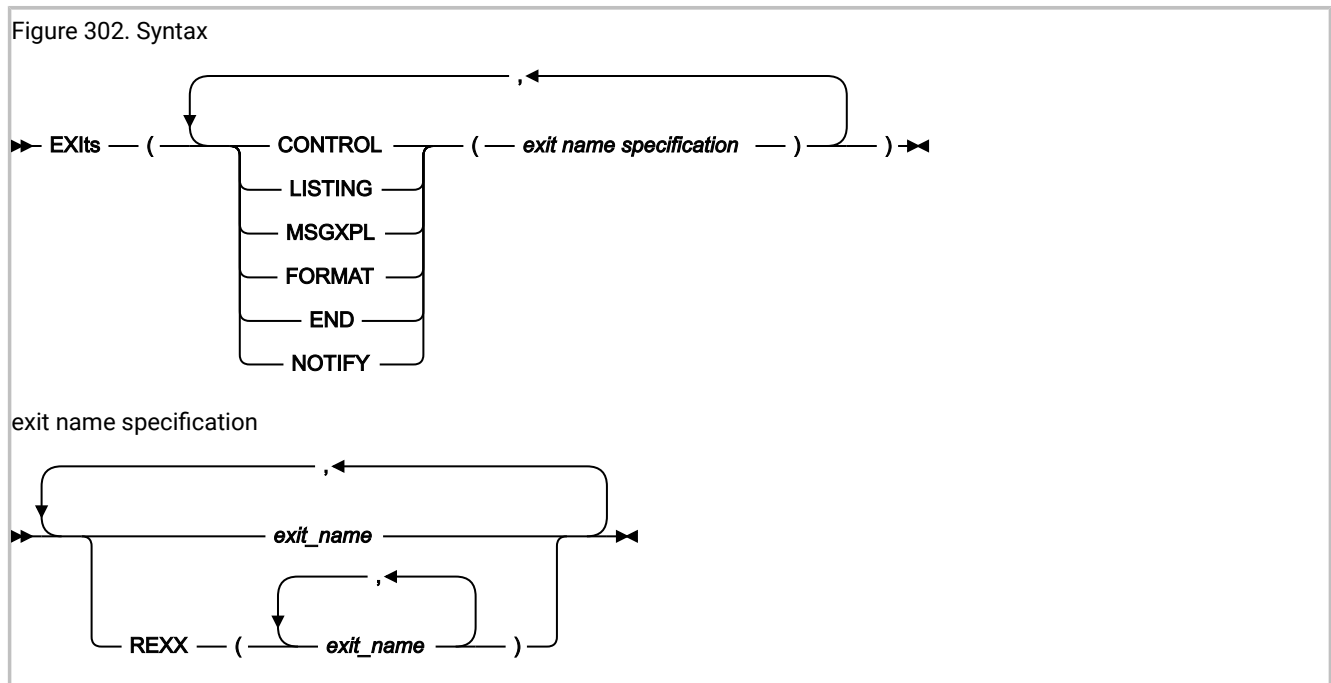 Figure 302. Syntax
,
EXIts ( CONTROL ( exit name specification ) )
LISTING
MSGXPL
FORMAT
END
NOTIFY
exit name specification
,
exit_name
,
REXX ( exit_name )